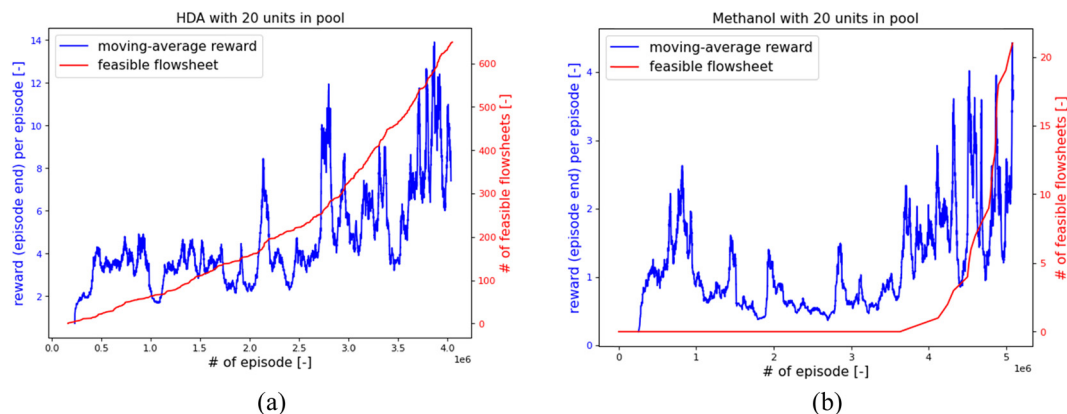 HDA with 20 units in pool
moving-average reward
feasible flowsheet
reward (episode end) per episode [-]
14
12
10
8
6
4
2
# of feasible flowsheets [-]
600
500
400
300
200
100
0
0.0 0.5 1.0 1.5 2.0 2.5 3.0 3.5 4.0
1e6
# of episode [-]
(a)
Methanol with 20 units in pool
moving-average reward
feasible flowsheet
reward (episode end) per episode [-]
4
3
2
1
0
# of feasible flowsheets [-]
20
15
10
5
0
0 1 2 3 4 5
1e6
# of episode [-]
(b)